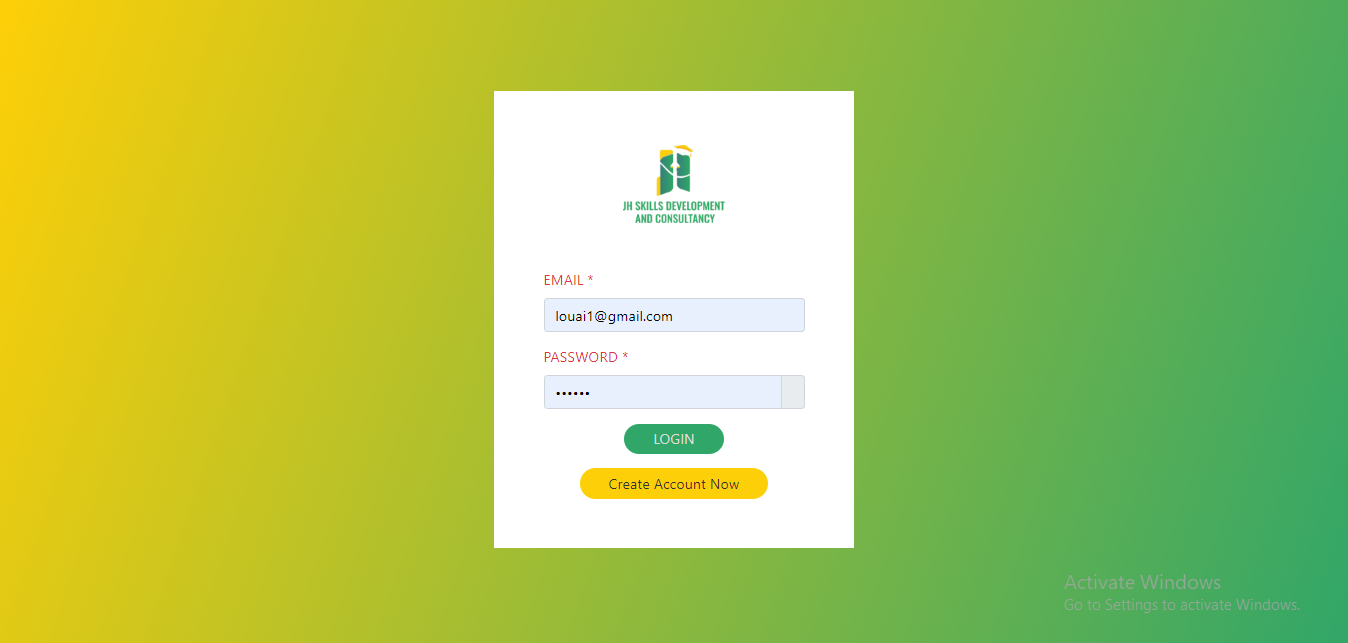 JH SKILLS DEVELOPMENT
AND CONSULTANCY
EMAIL *
louai1@gmail.com
PASSWORD *
••••••
LOGIN
Create Account Now
Activate Windows
Go to Settings to activate Windows.